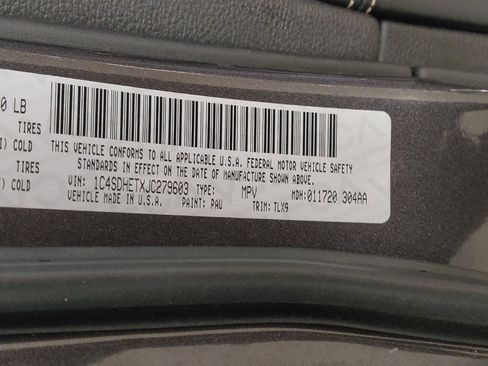 0 LB
TIRES
I) COLD
TIRES
) COLD
THIS VEHICLE CONFORMS TO ALL APPLICABLE U.S.A. FEDERAL MOTOR VEHICLE SAFETY
STANDARDS IN EFFECT ON THE DATE OF MANUFACTURE SHOWN ABOVE.
VIN: 1C4SDHETXJC279603 TYPE: MPV MDH: 011720 304AA
VEHICLE MADE IN U.S.A. PAINT: PAU TRIM: TLX9